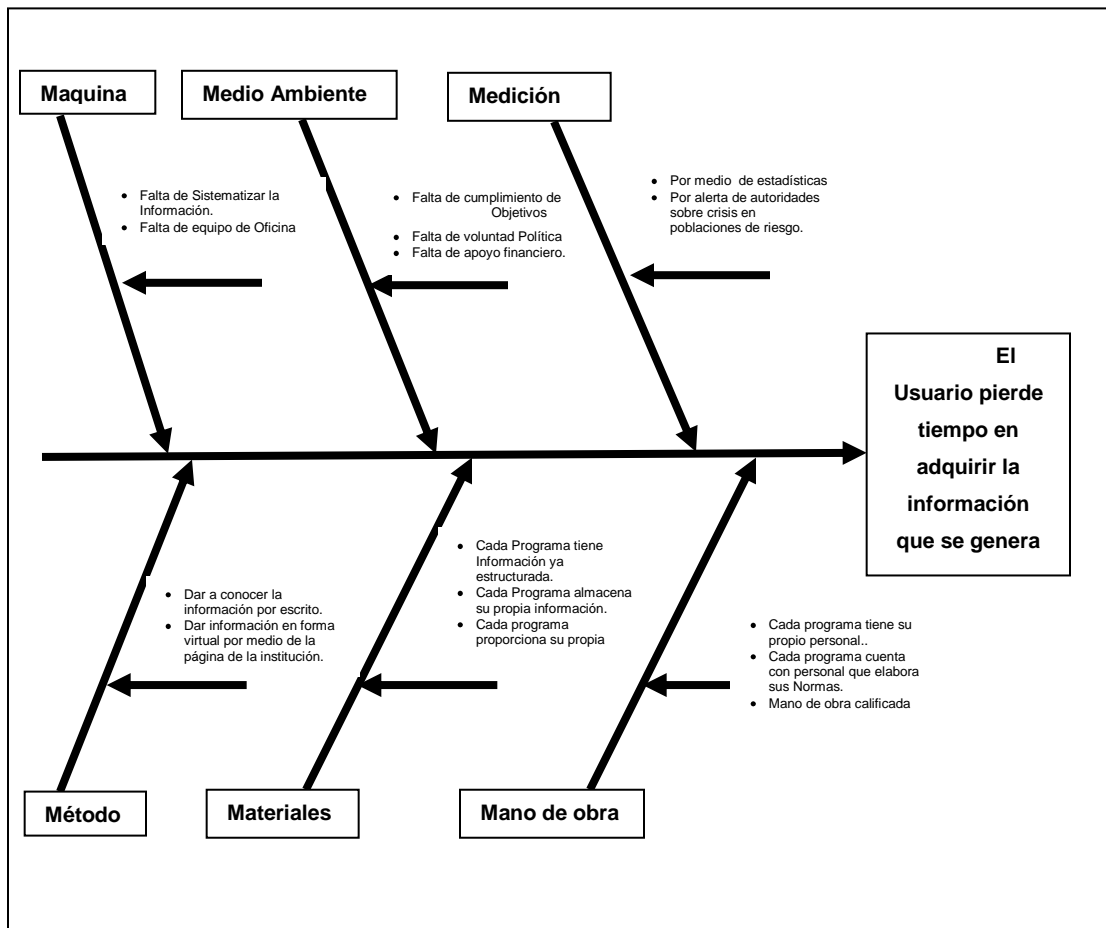 Maquina
Medio Ambiente
Medición
• Falta de Sistematizar la
Información.
• Falta de equipo de Oficina
• Falta de cumplimiento de
Objetivos
• Falta de voluntad Política
• Falta de apoyo financiero.
• Por medio de estadísticas
• Por alerta de autoridades
sobre crisis en
poblaciones de riesgo.
El
Usuario pierde
tiempo en
adquirir la
información
que se genera
• Dar a conocer la
información por escrito.
• Dar información en forma
virtual por medio de la
página de la institución.
• Cada Programa tiene
Información ya
estructurada.
• Cada Programa almacena
su propia información.
• Cada programa
proporciona su propia
• Cada programa tiene su
propio personal..
• Cada programa cuenta
con personal que elabora
sus Normas.
• Mano de obra calificada
Método
Materiales
Mano de obra